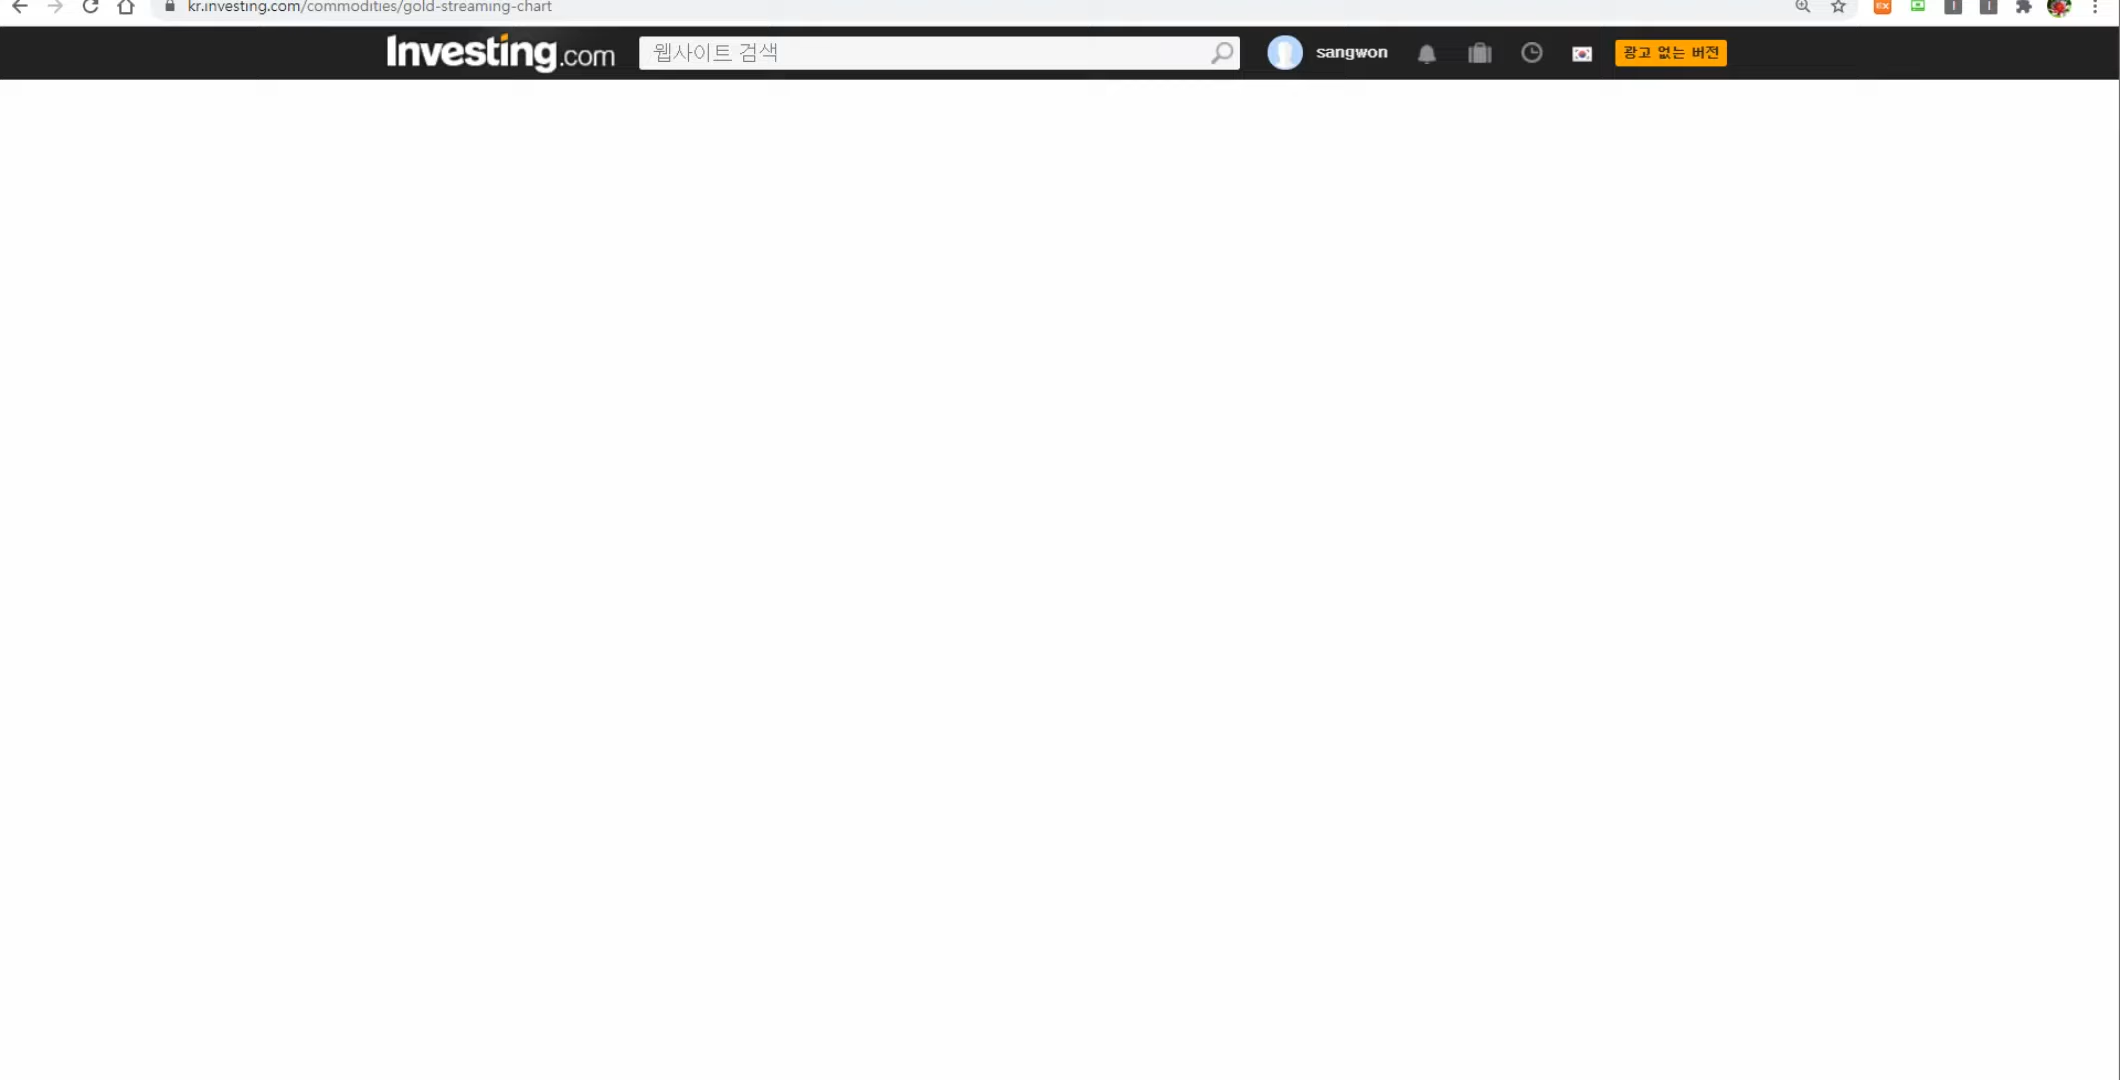 kr.investing.com/commodities/gold-streaming-chart
Investing.com
웹사이트 검색
sangwon
광고 없는 버전